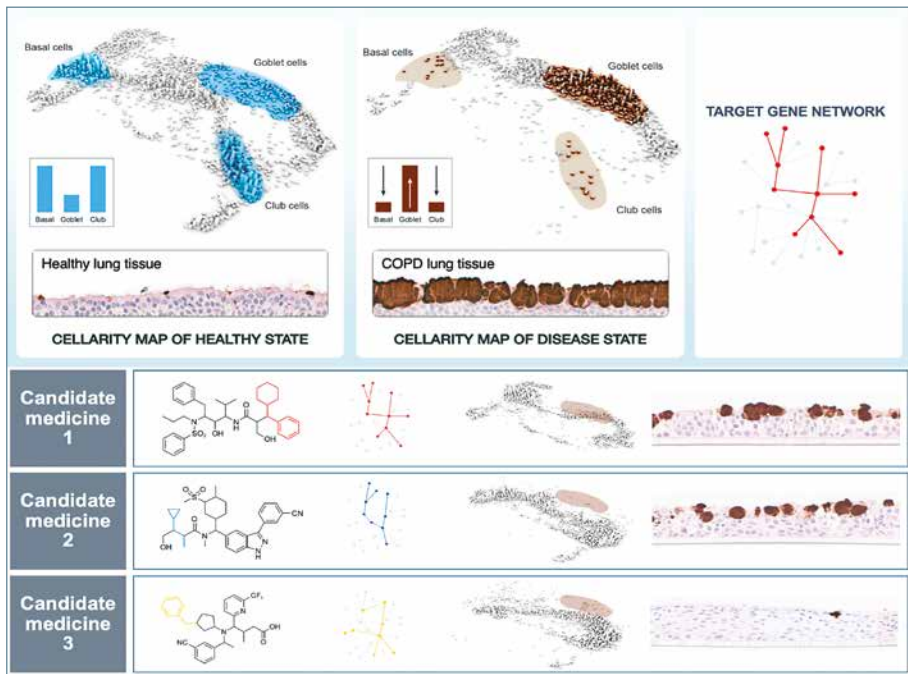 Basal cells
Goblet cells
Club cells
Basal Goblet Club
Healthy lung tissue
CELLARITY MAP OF HEALTHY STATE
Basal cells
Goblet cells
Club cells
Basal Goblet Club
COPD lung tissue
CELLARITY MAP OF DISEASE STATE
TARGET GENE NETWORK
Candidate
medicine
1
O
N
SO₂
OH
N
H
OH
Candidate
medicine
2
O
S
O
CN
O
N
OH
N
N
H
Candidate
medicine
3
CF₃
N
O
N
OH
NC